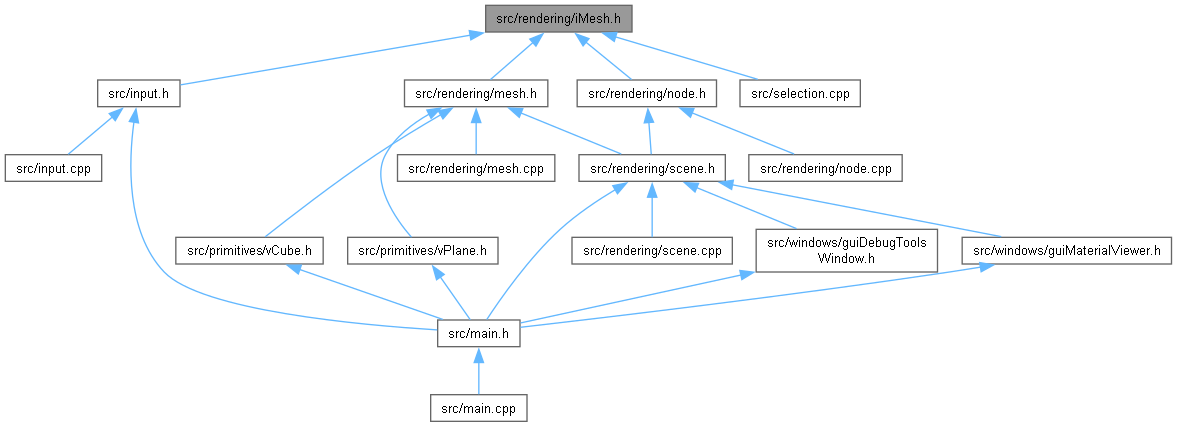 src/rendering/iMesh.h
src/input.h
src/rendering/mesh.h
src/rendering/node.h
src/selection.cpp
src/input.cpp
src/rendering/mesh.cpp
src/rendering/scene.h
src/rendering/node.cpp
src/primitives/vCube.h
src/primitives/vPlane.h
src/rendering/scene.cpp
src/windows/guiDebugTools
Window.h
src/windows/guiMaterialViewer.h
src/main.h
src/main.cpp